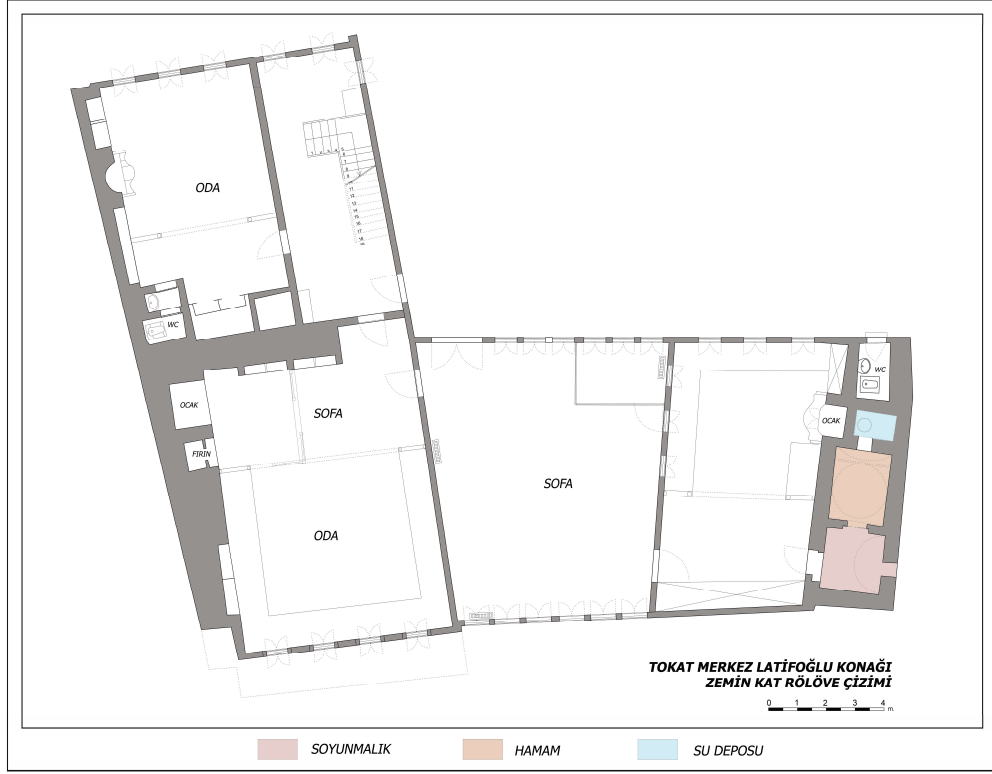 ODA
WC
OCAK
SOFA
FIRIN
ODA
SOFA
OCAK
WC
TOKAT MERKEZ LATİFOĞLU KONAĞI
ZEMİN KAT RÖLÖVE ÇİZİMİ
0 1 2 3 4 m.
SOYUNMALIK HAMAM SU DEPOSU